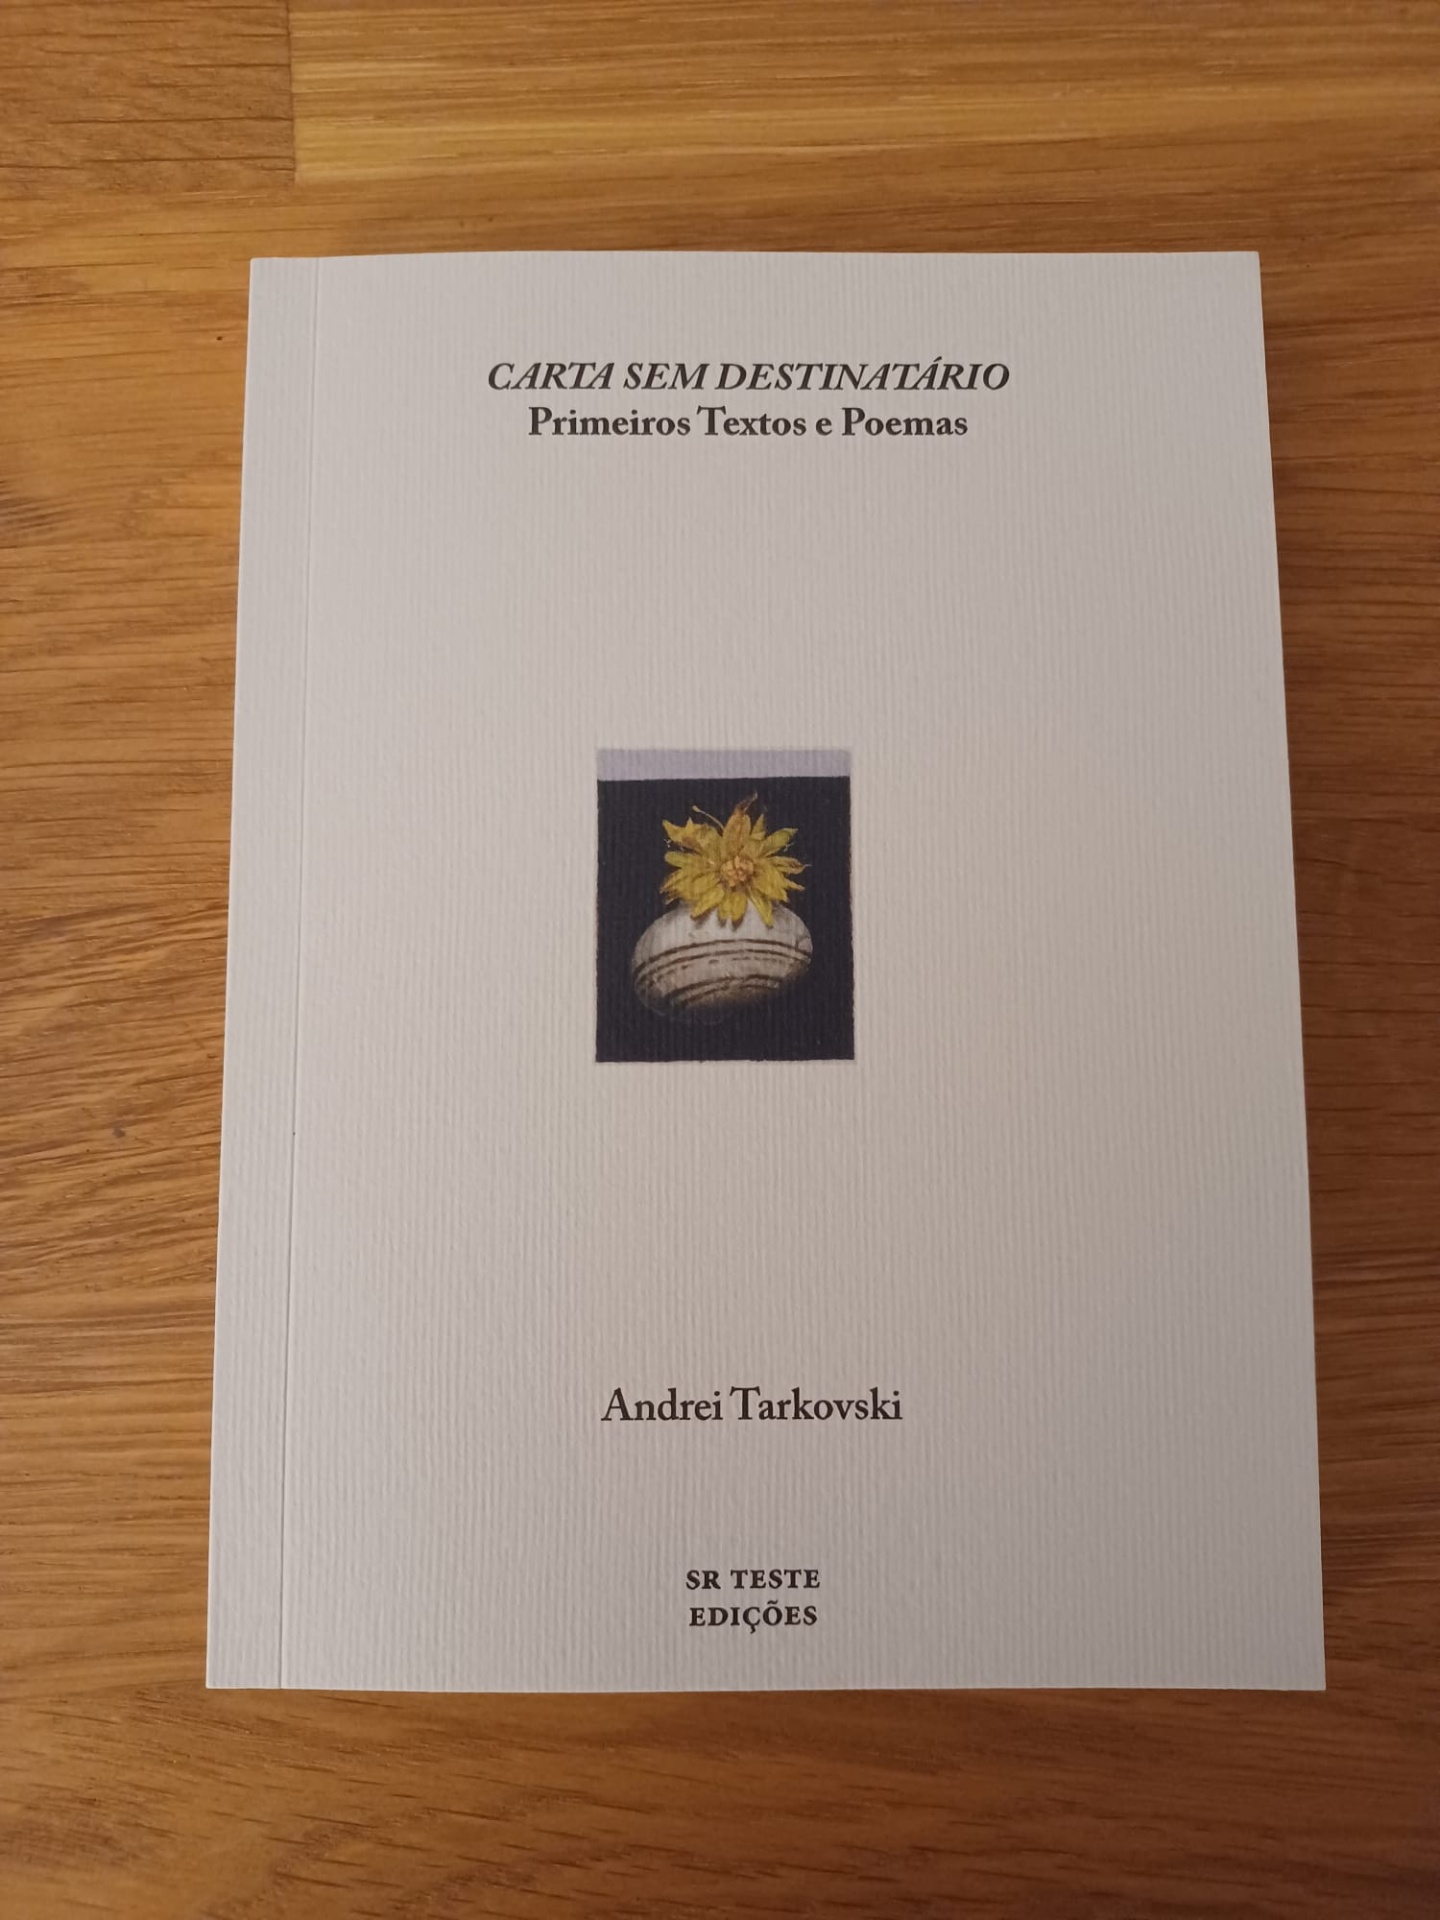 CARTA SEM DESTINATÁRIO
Primeiros Textos e Poemas
Andrei Tarkovski
SR TESTE
EDIÇÕES